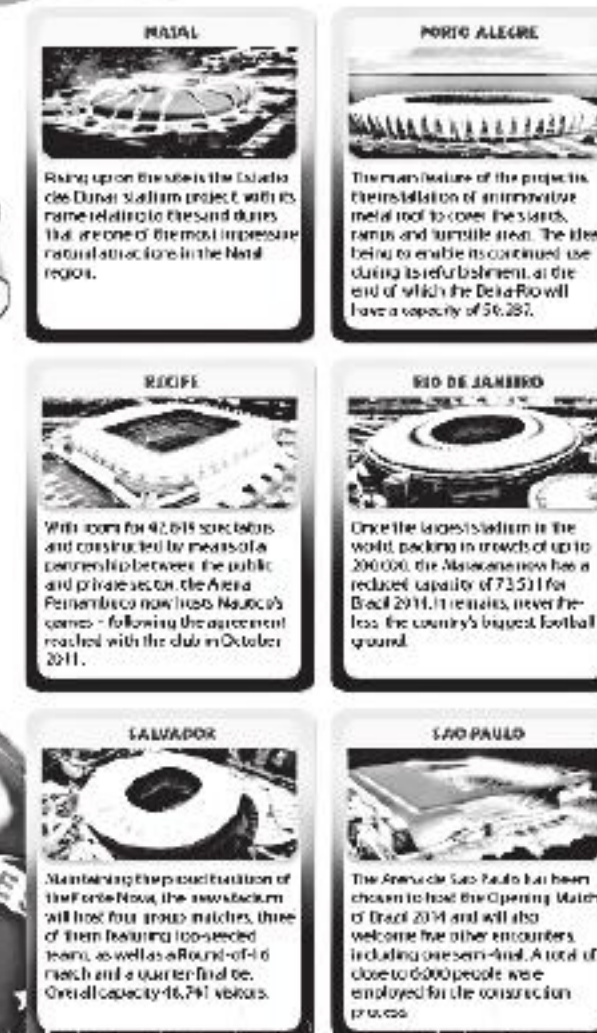 NATAL
Rising up on the site is the Estadio
das Dunas stadium project, with its
name relating to the sand dunes
that are one of the most impressive
natural attractions in the Natal
region.
PORTO ALEGRE
The main feature of the project is
the installation of an innovative
metal roof to cover the stands,
ramps and turnstile areas. The idea
being to enable its continued use
during its refurbishment, at the
end of which the Beira-Rio will
have a capacity of
RECIFE
With room for spectators
and constructed by means of a
partnership between the public
and private sector, the Arena
Pernambuco now hosts Nautico's
games – following the agreement
reached with the club in October
2011.
RIO DE JANEIRO
Once the largest stadium in the
world, packing in crowds of up to
200,000, the Maracana now has a
reduced capacity of for
Brazil 2014. It remains, neverthe-
less, the country's biggest football
ground.
SALVADOR
Maintaining the proud tradition of
the Fonte Nova, the new stadium
will host four group matches, three
of them featuring top-seeded
teams, as well as a Round-of-16
match and a quarter-final tie.
Overall capacity visitors.
SAO PAULO
The Arena de Sao Paulo has been
chosen to host the Opening Match
of Brazil 2014 and will also
welcome five other encounters,
including one semi-final. A total of
close to 6,000 people were
employed for the construction
process.